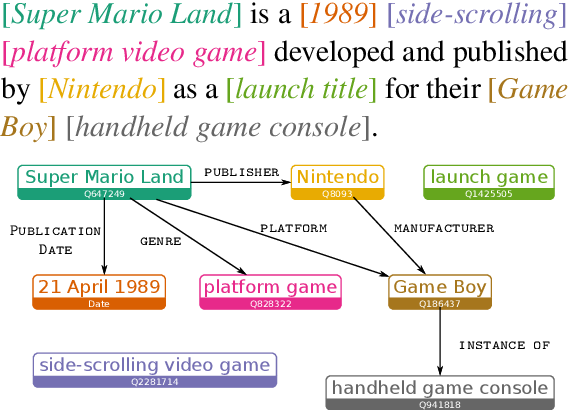 [Super Mario Land] is a [1989] [side-scrolling]
[platform video game] developed and published
by [Nintendo] as a [launch title] for their [Game
Boy] [handheld game console].
Super Mario Land
Q647249
PUBLISHER
Nintendo
Q8093
launch game
Q1425505
PUBLICATION
DATE
GENRE
PLATFORM
MANUFACTURER
21 April 1989
Date
platform game
Q828322
Game Boy
Q186437
INSTANCE OF
side-scrolling video game
Q2281714
handheld game console
Q941818